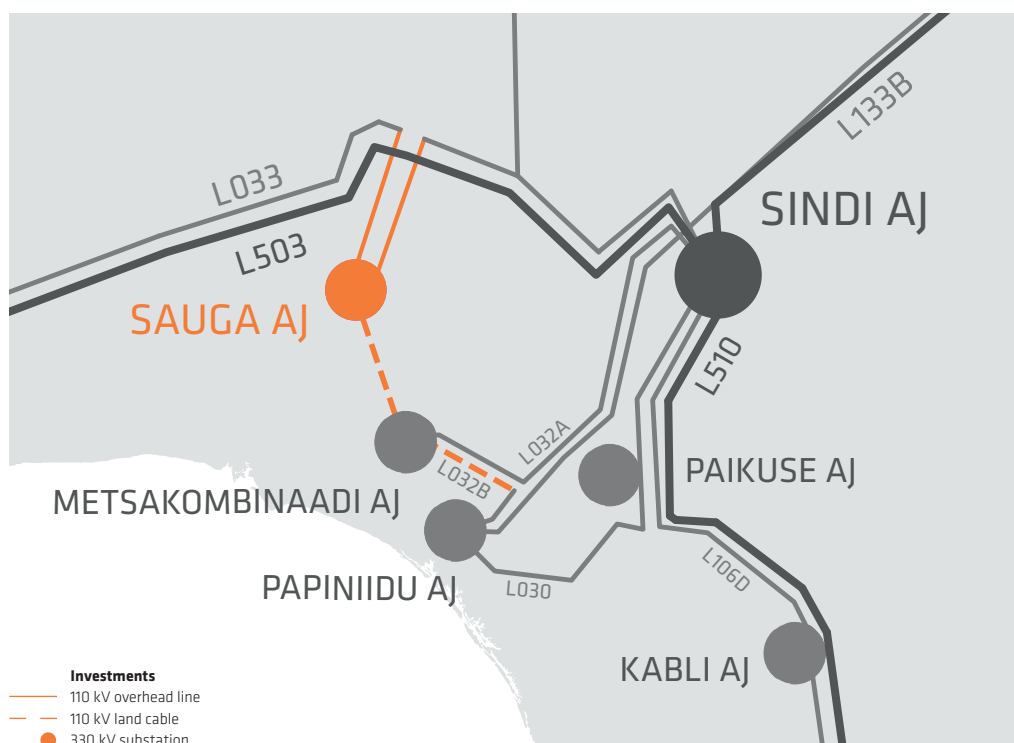 L133B
L033
SINDI AJ
L503
SAUGA AJ
L510
L032A
L032B
PAIKUSE AJ
METSAKOMBINAADI AJ
L106D
PAPINIIDU AJ
L030
KABLI AJ
Investments
110 kV overhead line
110 kV land cable
330 kV substation